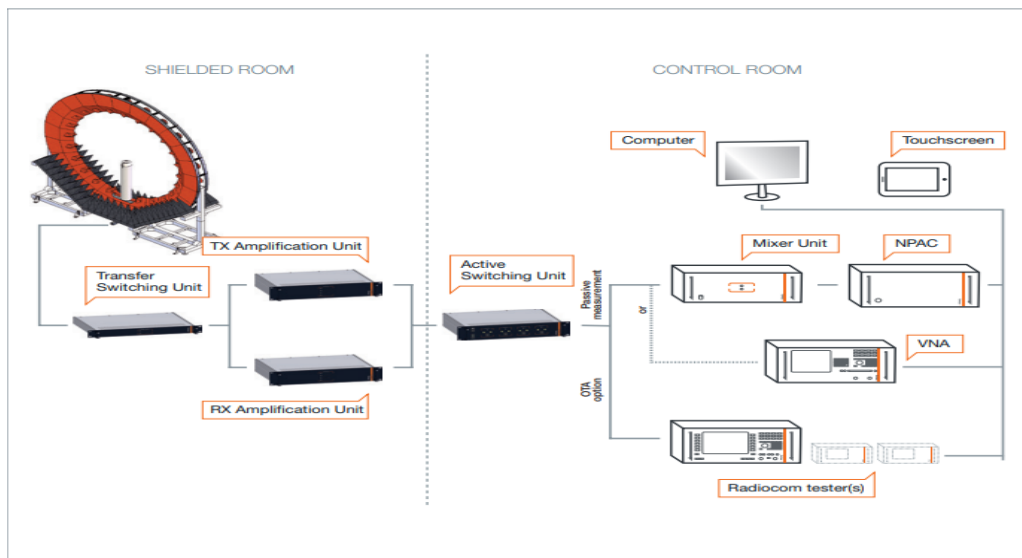 SHIELDED ROOM
CONTROL ROOM
Computer
Touchscreen
TX Amplification Unit
Mixer Unit
NPAC
Transfer
Switching Unit
Active
Switching Unit
Passive
measurement
or
VNA
OTA
option
RX Amplification Unit
Radiocom tester(s)